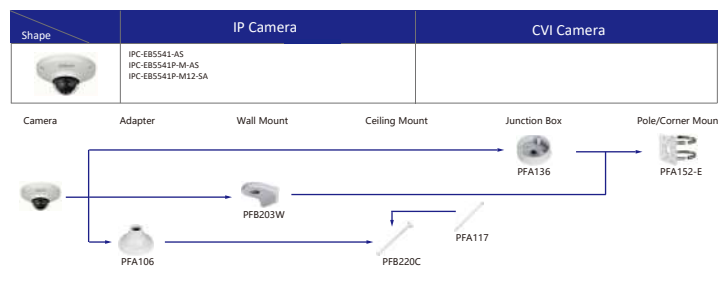 Shape
IP Camera
CVI Camera
IPC-EB5541-AS
IPC-EB5541P-M-AS
IPC-EB5541P-M12-SA
Camera
Adapter
Wall Mount
Ceiling Mount
Junction Box
Pole/Corner Moun
PFA136
PFA152-E
PFB203W
PFA117
PFA106
PFB220C